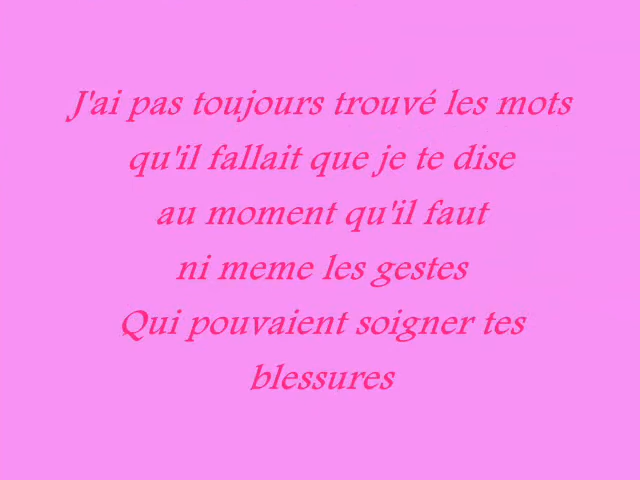 J'ai pas toujours trouvé les mots
qu'il fallait que je te dise
au moment qu'il faut
ni meme les gestes
Qui pouvaient soigner tes
blessures